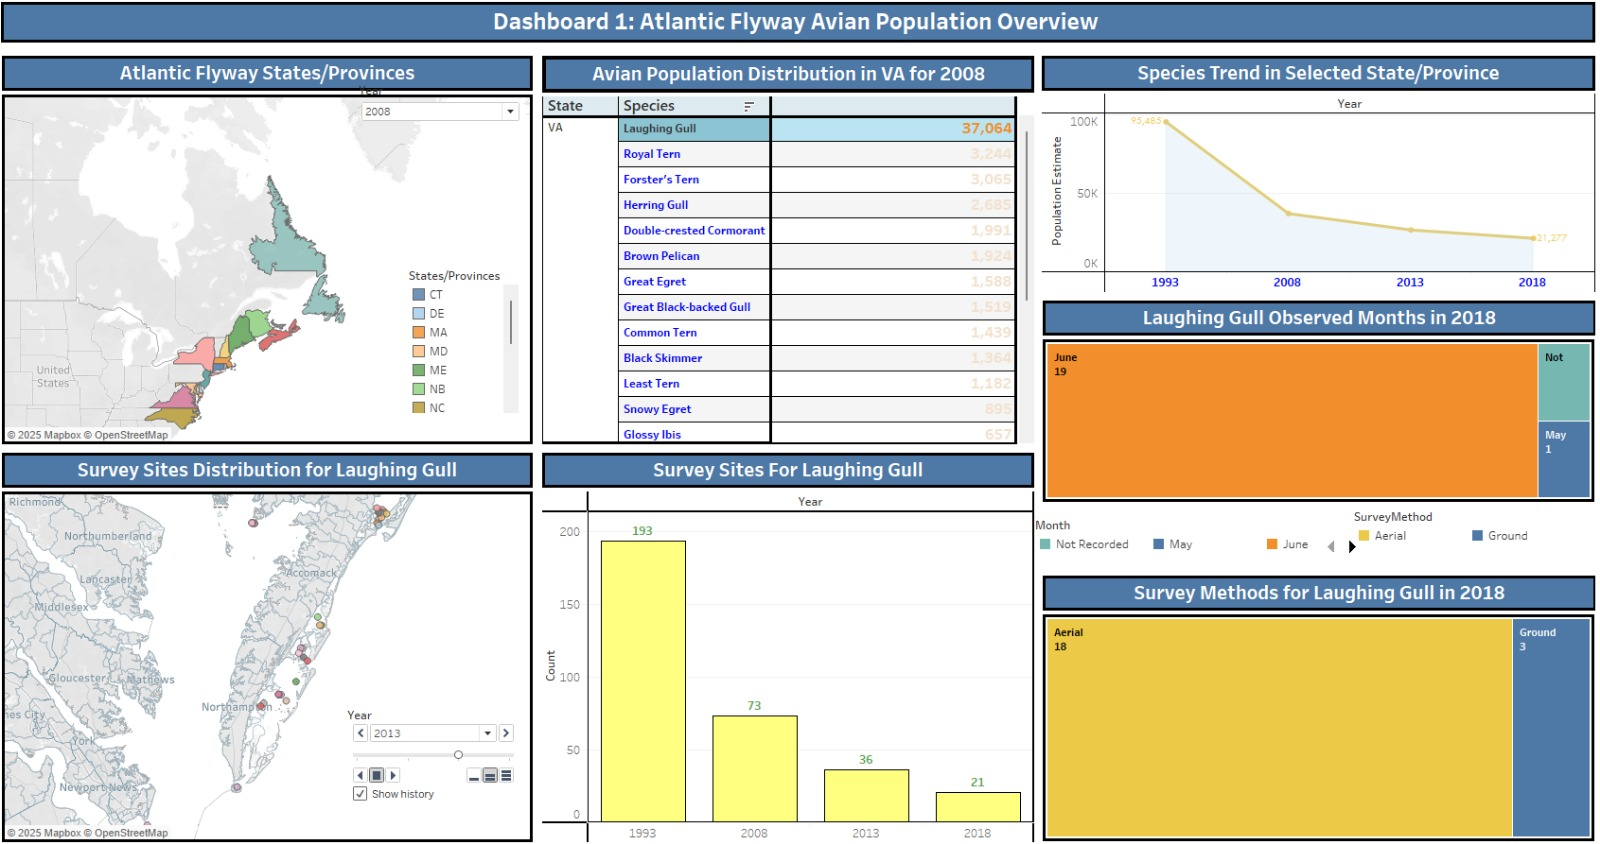 Dashboard 1: Atlantic Flyway Avian Population Overview
Atlantic Flyway States/Provinces
Year
2008
United
States
States/Provinces
CT
DE
MA
MD
ME
NB
NC
© 2025 Mapbox © OpenStreetMap
Avian Population Distribution in VA for 2008
State Species
VA Laughing Gull 37,064
Royal Tern 3,244
Forster's Tern 3,065
Herring Gull 2,685
Double-crested Cormorant 1,991
Brown Pelican 1,924
Great Egret 1,588
Great Black-backed Gull 1,519
Common Tern 1,439
Black Skimmer 1,364
Least Tern 1,182
Snowy Egret 895
Glossy Ibis 657
Species Trend in Selected State/Province
Year
Population Estimate
100K
50K
0K
95,485
21,277
1993 2008 2013 2018
Laughing Gull Observed Months in 2018
June
19
Not
May
1
Month
Not Recorded May June
SurveyMethod
Aerial Ground
Survey Sites Distribution for Laughing Gull
Richmond
Northumberland
Accomack
Lancaster
Middlesex
Gloucester
Mathews
Northampton
nes City
York
Newport News
Year
2013
Show history
© 2025 Mapbox © OpenStreetMap
Survey Sites For Laughing Gull
Year
Count
200
150
100
50
0
193
73
36
21
1993 2008 2013 2018
Survey Methods for Laughing Gull in 2018
Aerial
18
Ground
3